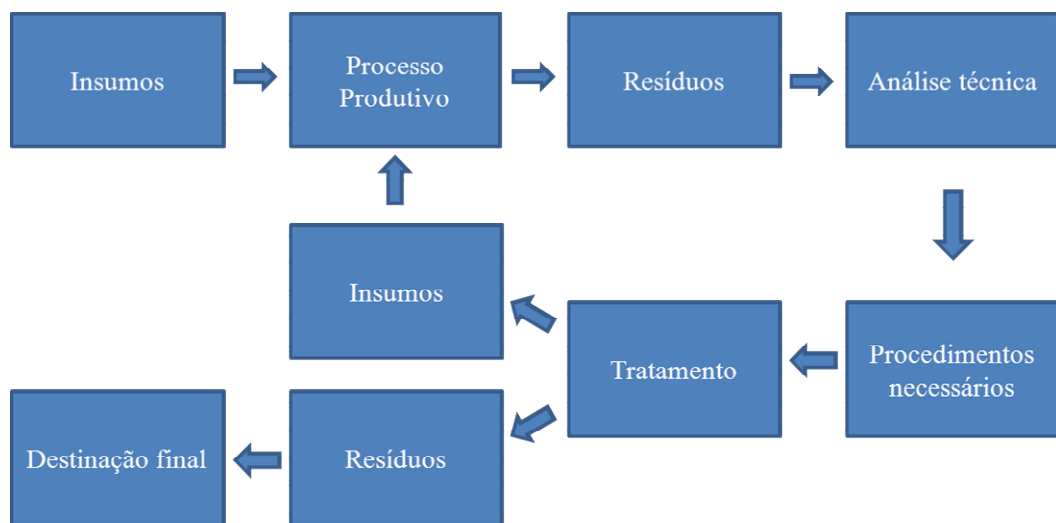 Insumos
Processo
Produtivo
Resíduos
Análise técnica
Insumos
Tratamento
Procedimentos
necessários
Destinação final
Resíduos